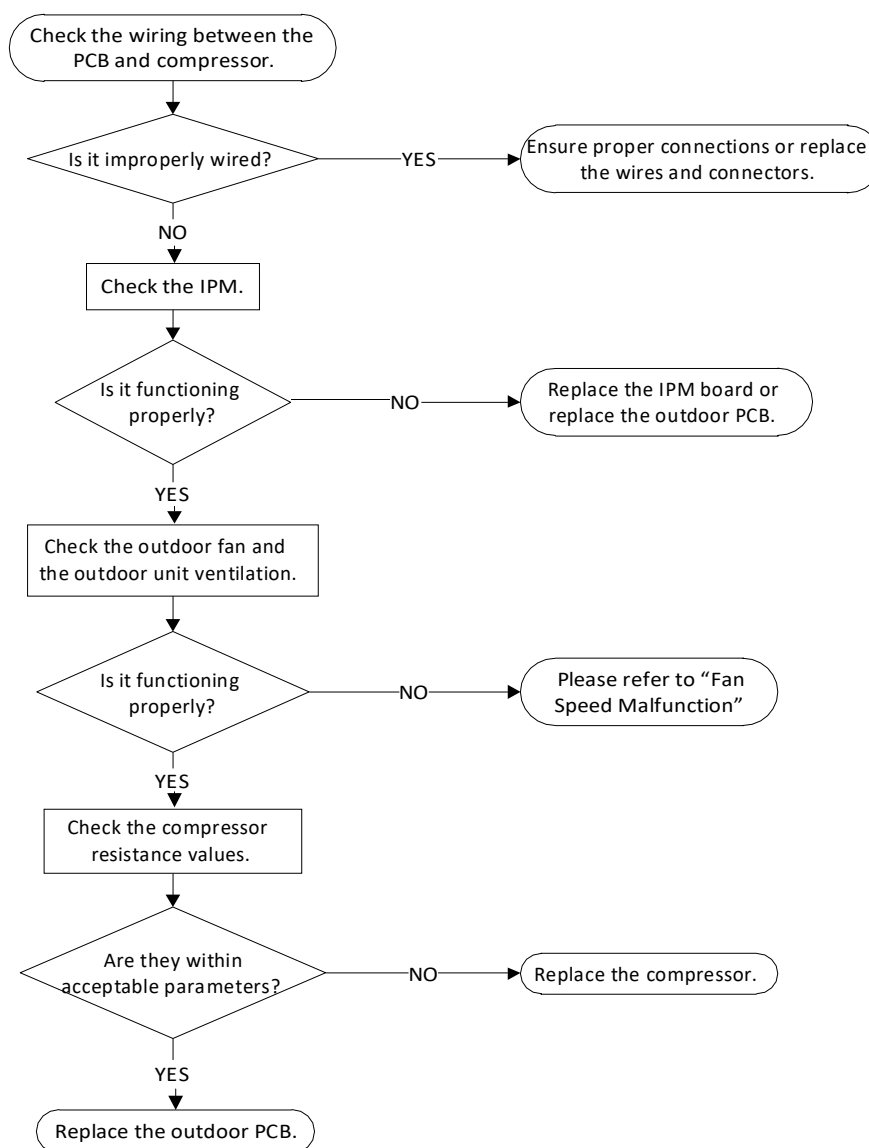 Check the wiring between the
PCB and compressor.
Is it improperly wired?
YES
Ensure proper connections or replace
the wires and connectors.
NO
Check the IPM.
Is it functioning
properly?
NO
Replace the IPM board or
replace the outdoor PCB.
YES
Check the outdoor fan and
the outdoor unit ventilation.
Is it functioning
properly?
NO
Please refer to “Fan
Speed Malfunction”
YES
Check the compressor
resistance values.
Are they within
acceptable parameters?
NO
Replace the compressor.
YES
Replace the outdoor PCB.